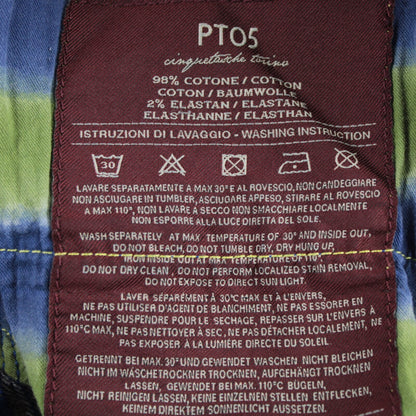 PT05
cinquetasche torino
98% COTONE / COTTON
COTON / BAUMWOLLE
2% ELASTAN / ELASTANE
ELASTHANNE / ELASTHAN
ISTRUZIONI DI LAVAGGIO - WASHING INSTRUCTION
30
LAVARE SEPARATAMENTE A MAX 30° E AL ROVESCIO, NON CANDEGGIARE
NON ASCIUGARE IN TUMBLER, ASCIUGARE APPESO, STIRARE AL ROVESCIO
A MAX 110°, NON LAVARE A SECCO NON SMACCHIARE LOCALMENTE
NON ESPORRE ALLA LUCE DIRETTA DEL SOLE.
WASH SEPARATELY AT MAX TEMPERATURE OF 30° AND INSIDE OUT,
DO NOT BLEACH, DO NOT TUMBLE DRY, DRY HUNG UP,
IRON INSIDE OUT AT MAX TEMPERATURE OF 110°
DO NOT DRY CLEAN, DO NOT PERFORM LOCALIZED STAIN REMOVAL,
DO NOT EXPOSE TO DIRECT SUN LIGHT.
LAVER SÉPARÉMENT À 30°C MAX ET À L'ENVERS,
NE PAS UTILISER D'AGENT DE BLANCHIMENT, NE PAS ESSORER EN
MACHINE, SUSPENDRE POUR LE SECHAGE, REPASSER SUR L'ENVERS À
110°C MAX, NE PAS NETTOYER À SEC, NE PAS DÉTACHER LOCALEMENT,
PAS EXPOSER À LA LUMIÈRE DIRECTE DU SOLEIL
GETRENNT BEI MAX. 30° UND GEWENDET WASCHEN NICHT BLEICHEN
IM WÄSCHETROCKNER TROCKNEN, AUFGEHÄNGT TROCKNEN
LASSEN, GEWENDET BEI MAX. 110°C BÜGELN,
NICHT REINIGEN LASSEN, KEINE EINZELNEN FLECKEN
KEINEM DIREKTEN SONNENLICHT AUSSETZEN